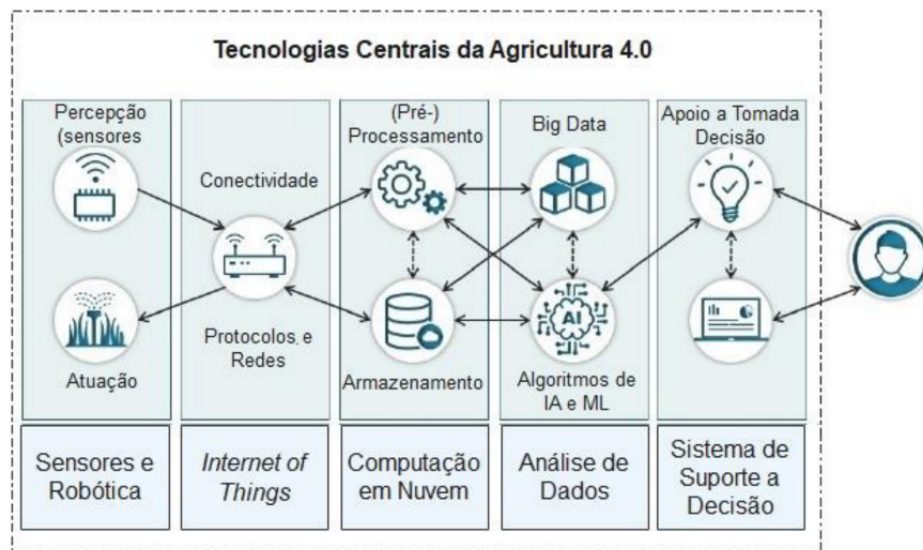 Tecnologias Centrais da Agricultura 4.0
Percepção
(sensores
Atuação
Sensores e
Robótica
Conectividade
Protocolos, e
Redes
Internet of
Things
(Pré-)
Processamento
Armazenamento
Computação
em Nuvem
Big Data
AI
Algoritmos de
IA e ML
Análise de
Dados
Apoio a Tomada
Decisão
Sistema de
Suporte a
Decisão